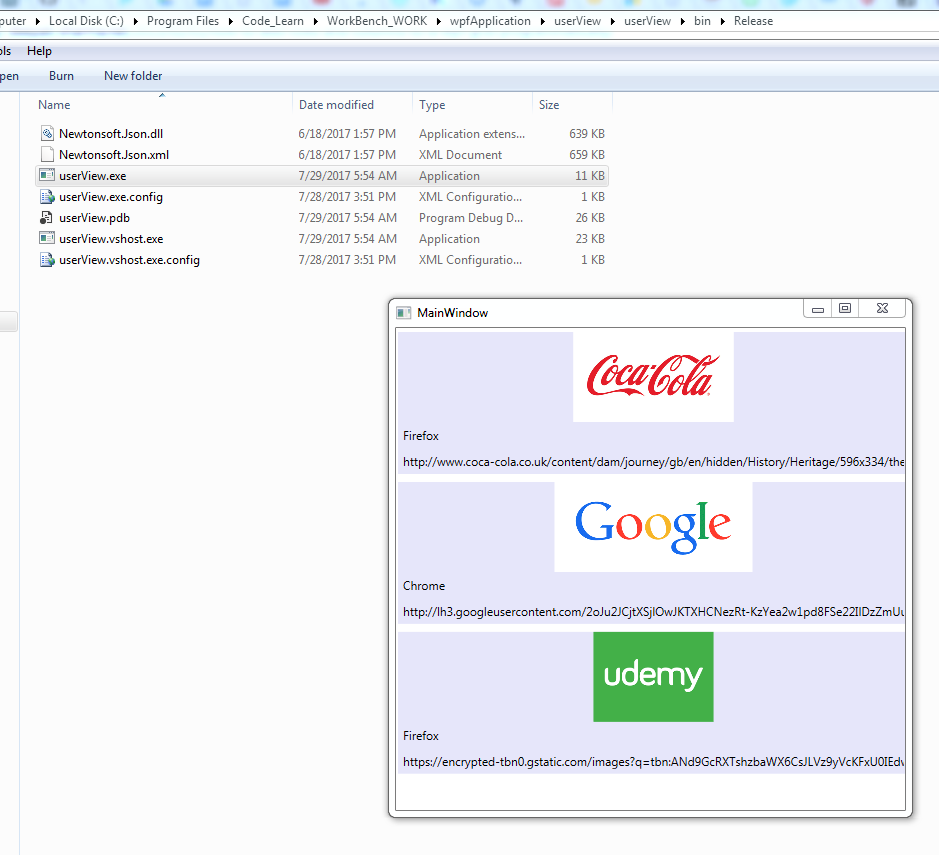 puter ▸ Local Disk (C:) ▸ Program Files ▸ Code_Learn ▸ WorkBench_WORK ▸ wpfApplication ▸ userView ▸ userView ▸ bin ▸ Release
ols Help
pen Burn New folder
Name Date modified Type Size
Newtonsoft.Json.dll 6/18/2017 1:57 PM Application extens... 639 KB
Newtonsoft.Json.xml 6/18/2017 1:57 PM XML Document 659 KB
userView.exe 7/29/2017 5:54 AM Application 11 KB
userView.exe.config 7/28/2017 3:51 PM XML Configuratio... 1 KB
userView.pdb 7/29/2017 5:54 AM Program Debug D... 26 KB
userView.vshost.exe 7/29/2017 5:54 AM Application 23 KB
userView.vshost.exe.config 7/28/2017 3:51 PM XML Configuratio... 1 KB
MainWindow
Coca-Cola
Firefox
http://www.coca-cola.co.uk/content/dam/journey/gb/en/hidden/History/Heritage/596x334/the
Google
Chrome
http://lh3.googleusercontent.com/2oJu2JCjtXSjlOwJKTXHCNezRt-KzYea2w1pd8FSe22IlDzZmUu
udemy
Firefox
https://encrypted-tbn0.gstatic.com/images?q=tbn:ANd9GcRXTshzbaWX6CsJLVz9yVcKFxU0IEdv